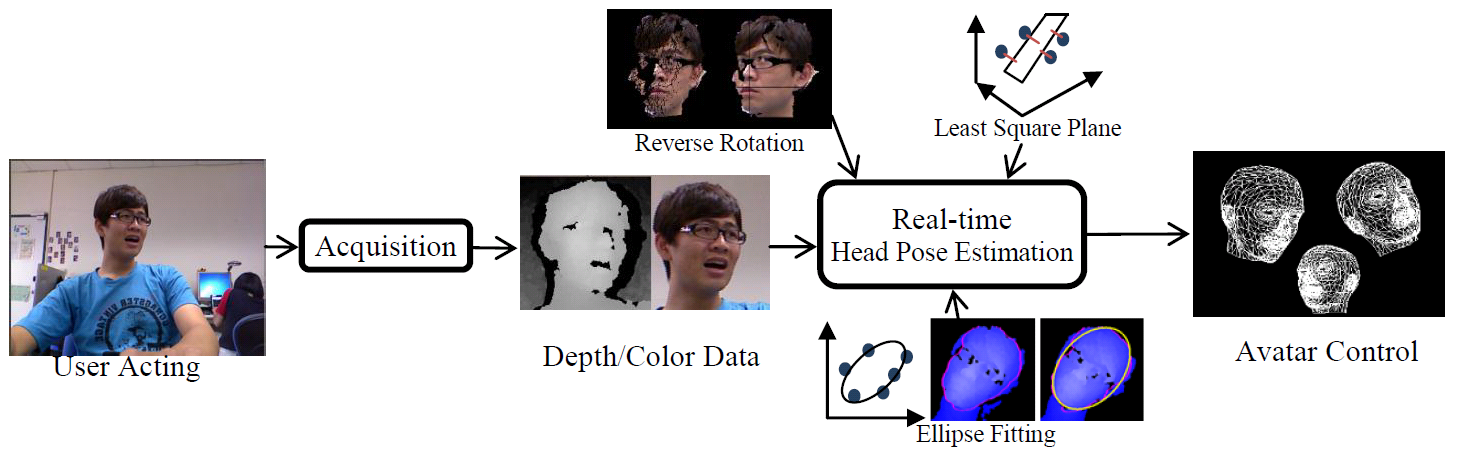 Reverse Rotation
Least Square Plane
Acquisition
Real-time
Head Pose Estimation
User Acting
Depth/Color Data
Avatar Control
Ellipse Fitting